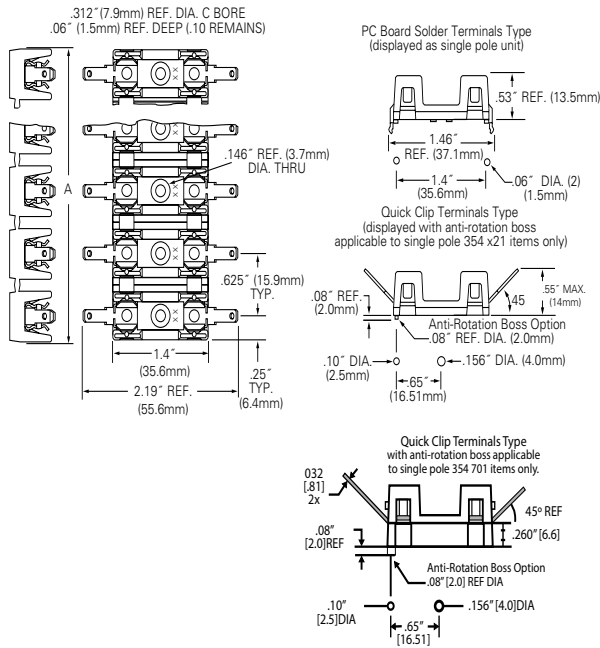 .312″(7.9mm) REF. DIA. C BORE
.06″ (1.5mm) REF. DEEP (.10 REMAINS)
A
.146″ REF. (3.7mm)
DIA. THRU
.625″ (15.9mm)
TYP.
1.4″
(35.6mm)
2.19″ REF.
(55.6mm)
.25″
TYP.
(6.4mm)
PC Board Solder Terminals Type
(displayed as single pole unit)
.53″ REF. (13.5mm)
1.46″
REF. (37.1mm)
1.4″
(35.6mm)
.06″ DIA. (2)
(1.5mm)
Quick Clip Terminals Type
(displayed with anti-rotation boss
applicable to single pole 354 x21 items only)
.08″ REF.
(2.0mm)
45
.55″ MAX.
(14mm)
Anti-Rotation Boss Option
.08″ REF. DIA. (2.0mm)
.10″ DIA.
(2.5mm)
.156″ DIA. (4.0mm)
.65″
(16.51mm)
Quick Clip Terminals Type
with anti-rotation boss applicable
to single pole 354 701 items only.
032
[.81]
2x
45º REF
.08″
[2.0]REF
.260″ [6.6]
Anti-Rotation Boss Option
.08″ [2.0] REF DIA
.10″
[2.5]DIA
.156″ [4.0]DIA
.65″
[16.51]